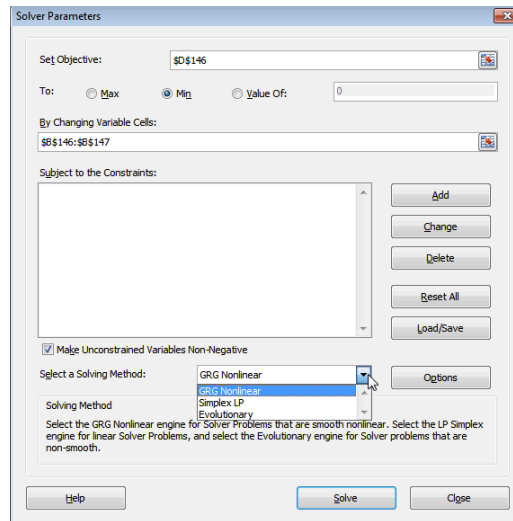 Solver Parameters
Set Objective: $D$146
To: Max Min Value Of: 0
By Changing Variable Cells:
$B$146:$B$147
Subject to the Constraints:
Add
Change
Delete
Reset All
Load/Save
Make Unconstrained Variables Non-Negative
Select a Solving Method: GRG Nonlinear Options
GRG Nonlinear
Simplex LP
Evolutionary
Solving Method
Select the GRG Nonlinear engine for Solver Problems that are smooth nonlinear. Select the LP Simplex
engine for linear Solver Problems, and select the Evolutionary engine for Solver problems that are
non-smooth.
Help Solve Close